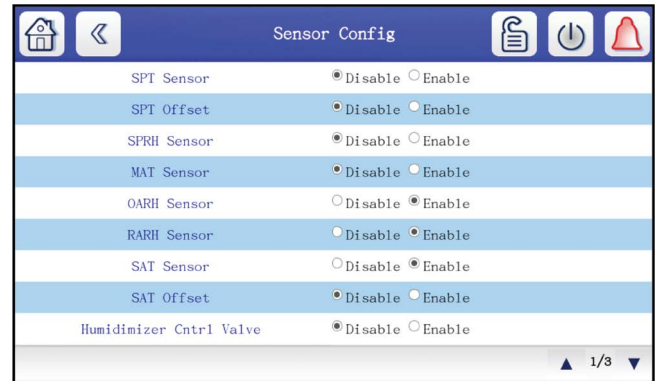 Sensor Config
SPT Sensor Disable Enable
SPT Offset Disable Enable
SPRH Sensor Disable Enable
MAT Sensor Disable Enable
OARH Sensor Disable Enable
RARH Sensor Disable Enable
SAT Sensor Disable Enable
SAT Offset Disable Enable
Humidimizer Cntrl Valve Disable Enable
1/3